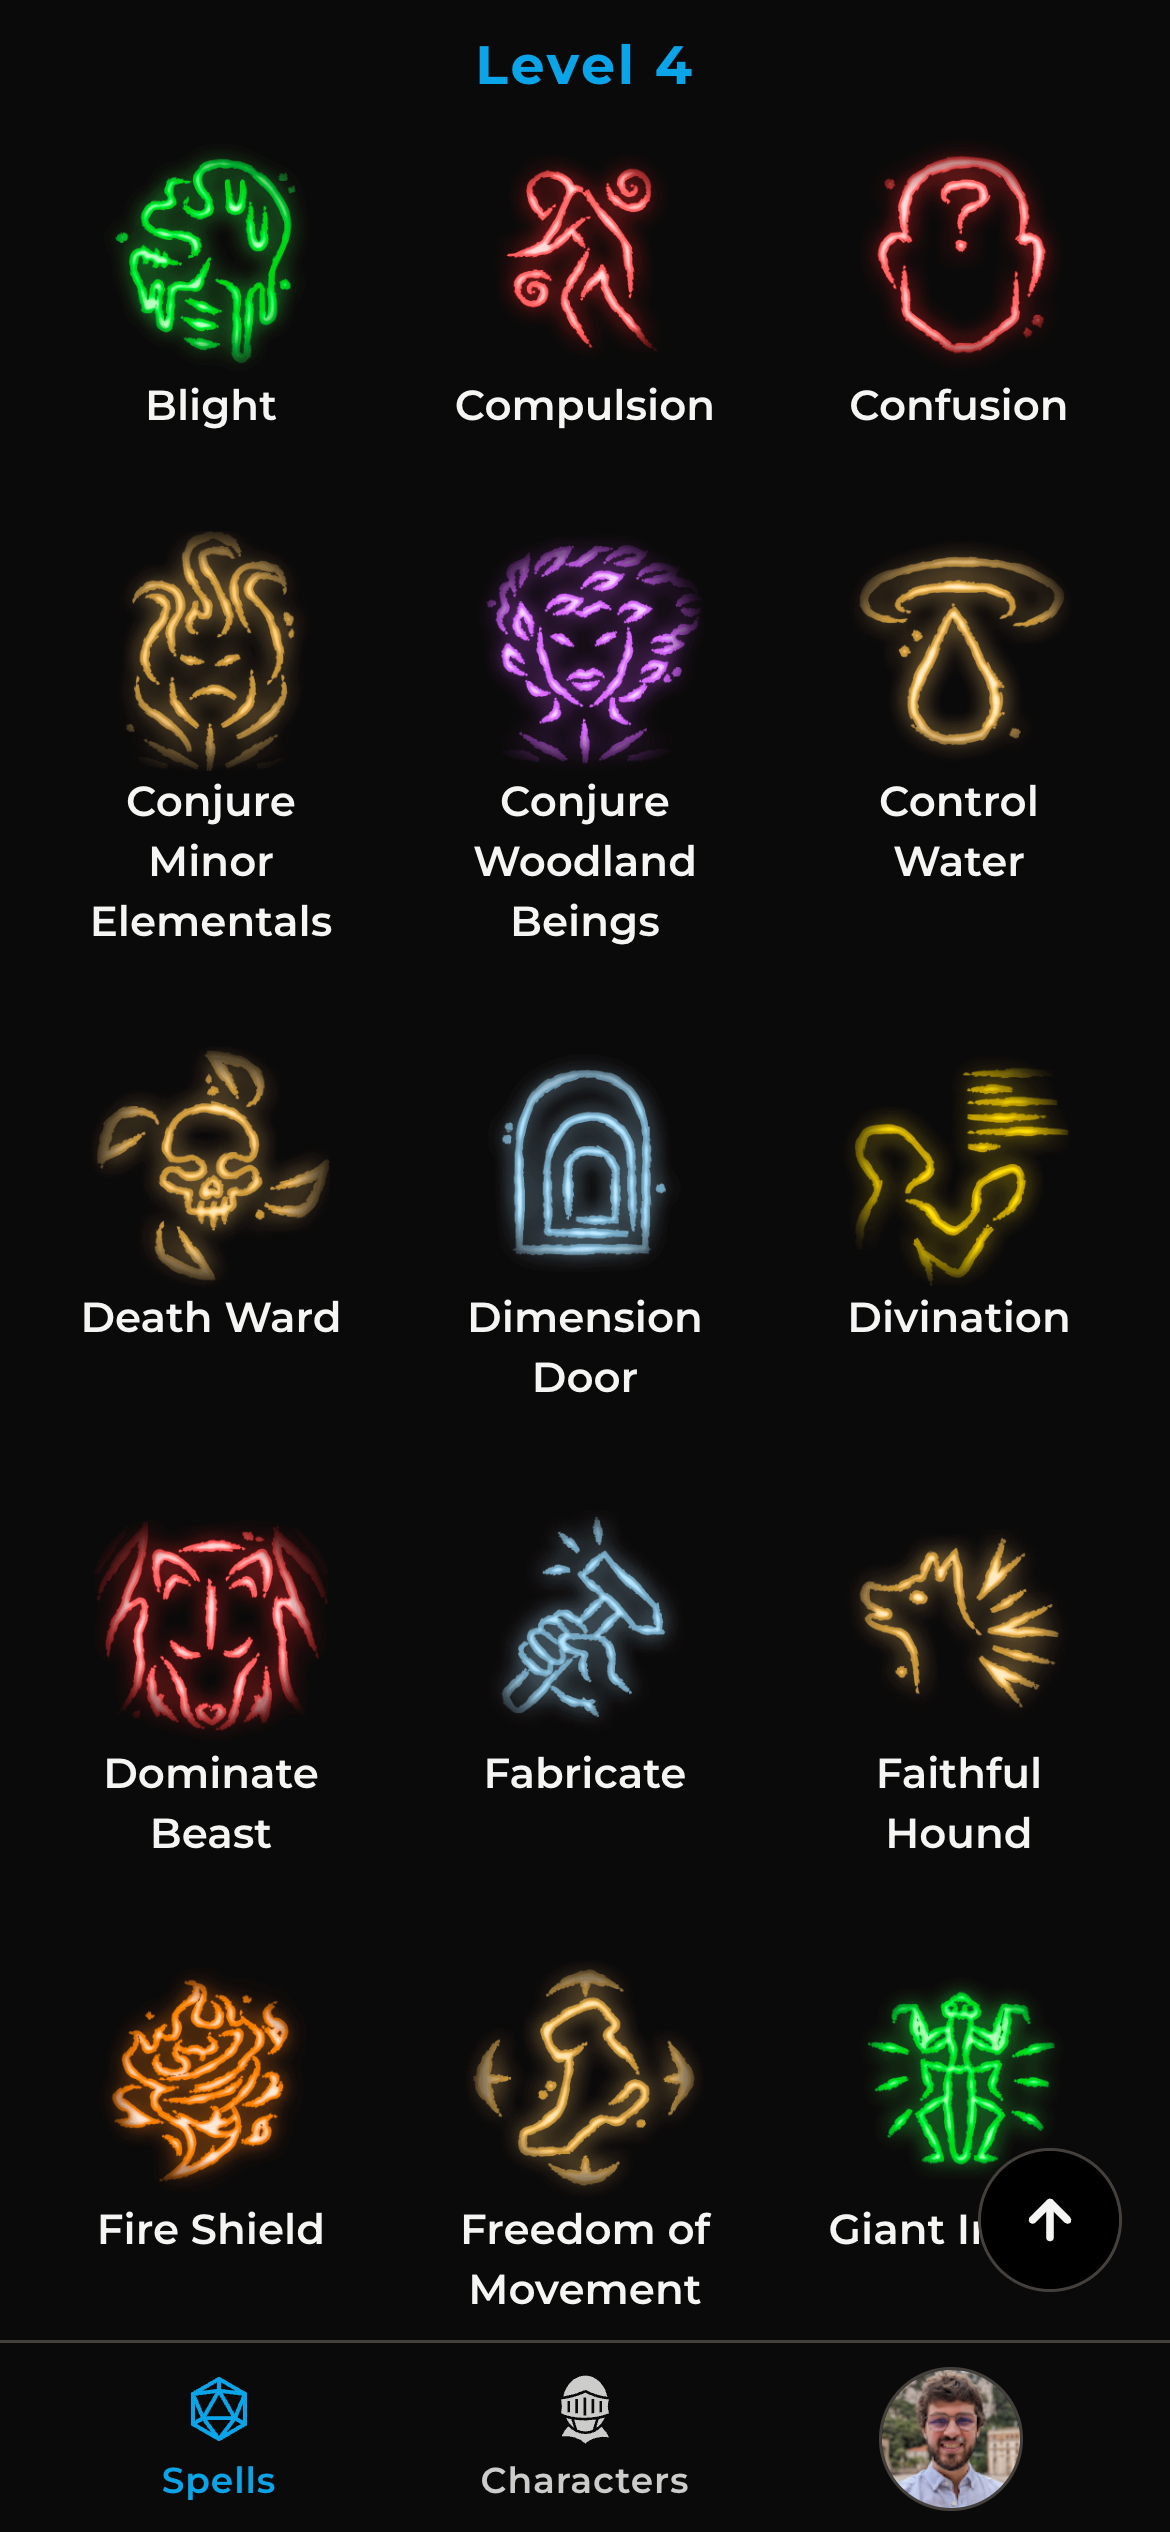 Level 4
Blight
Compulsion
Confusion
Conjure
Minor
Elementals
Conjure
Woodland
Beings
Control
Water
Death Ward
Dimension
Door
Divination
Dominate
Beast
Fabricate
Faithful
Hound
Fire Shield
Freedom of
Movement
Giant
Spells
Characters